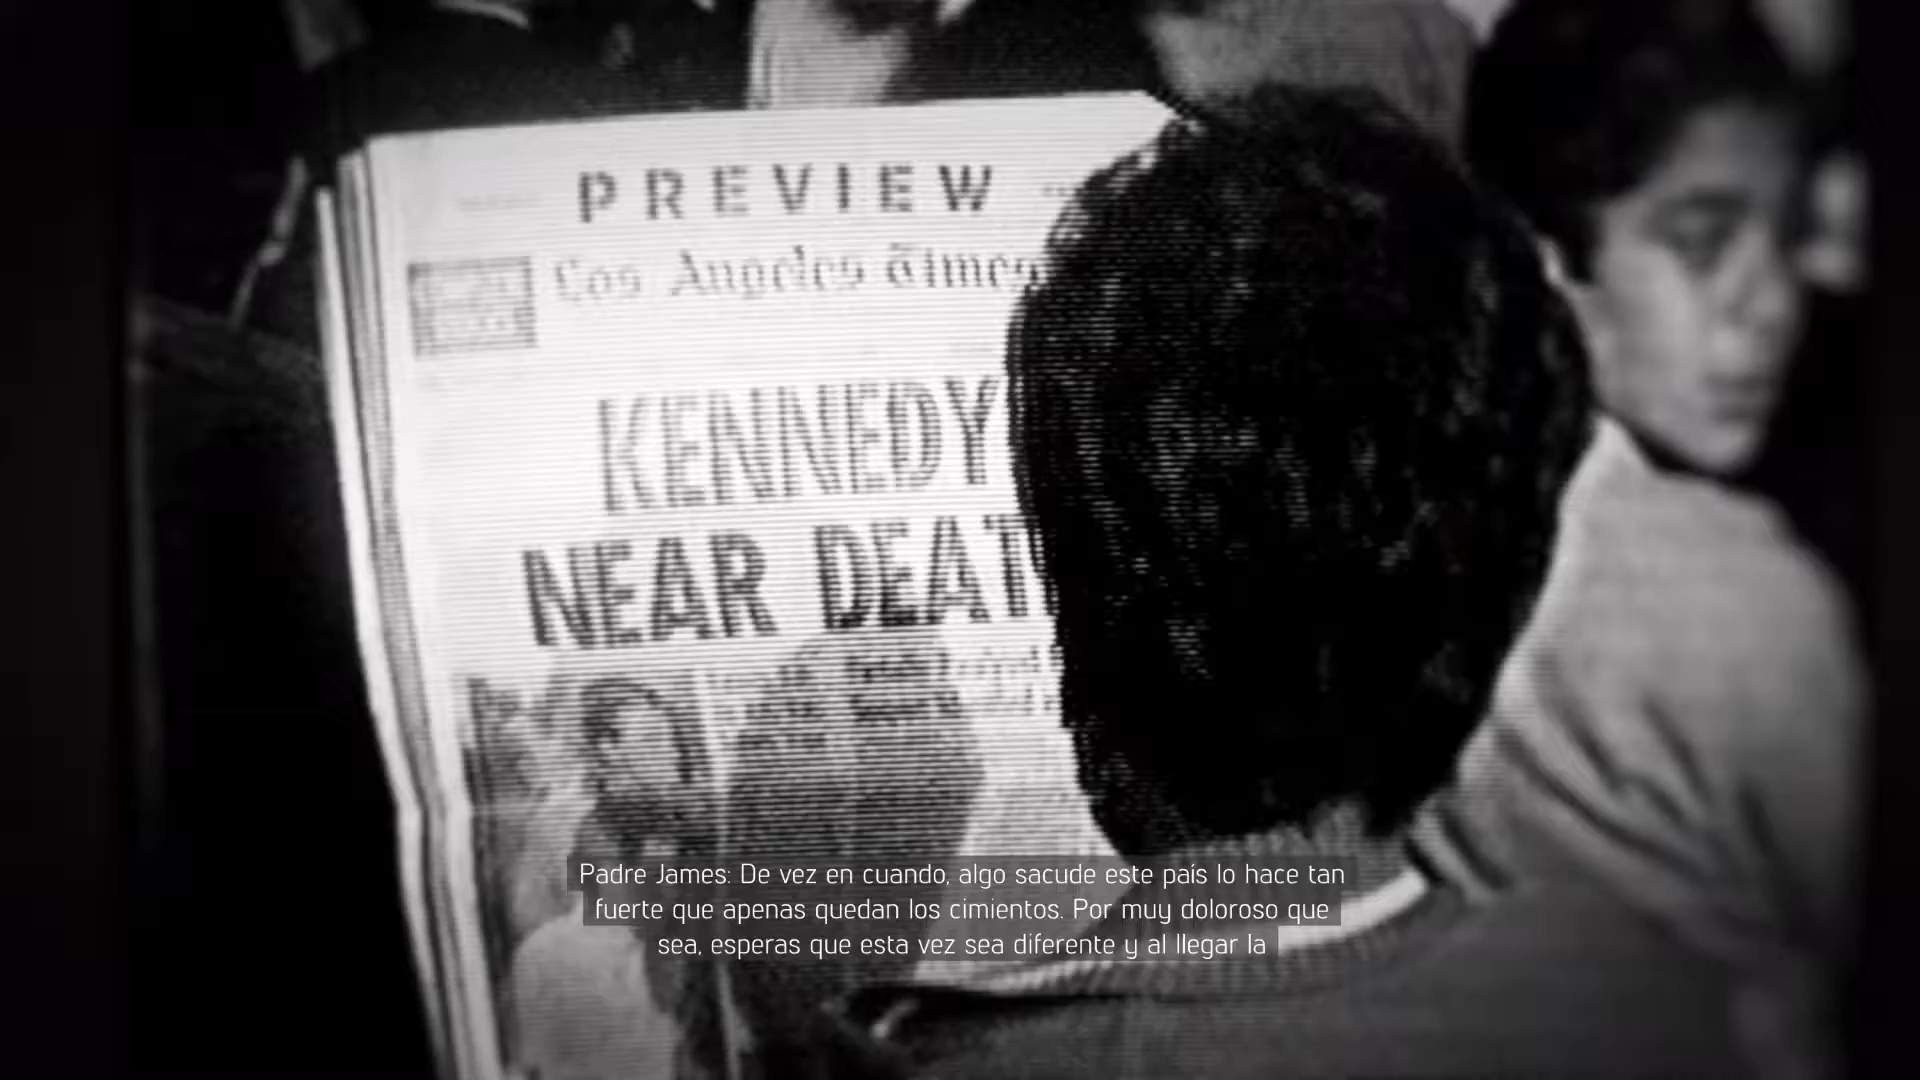 PREVIEW
Los Angeles Times
KENNEDY
NEAR DEAT
Padre James: De vez en cuando, algo sacude este país lo hace tan
fuerte que apenas quedan los cimientos. Por muy doloroso que
sea, esperas que esta vez sea diferente y al llegar la